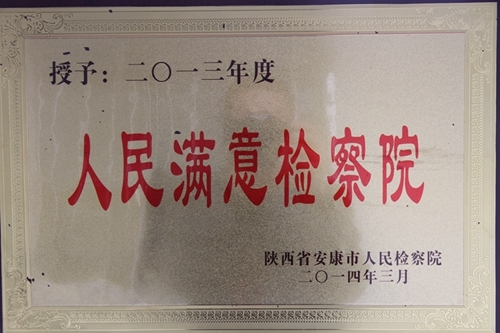 授予：二〇一三年度
人民满意检察院
陕西省安康市人民检察院
二〇一四年三月